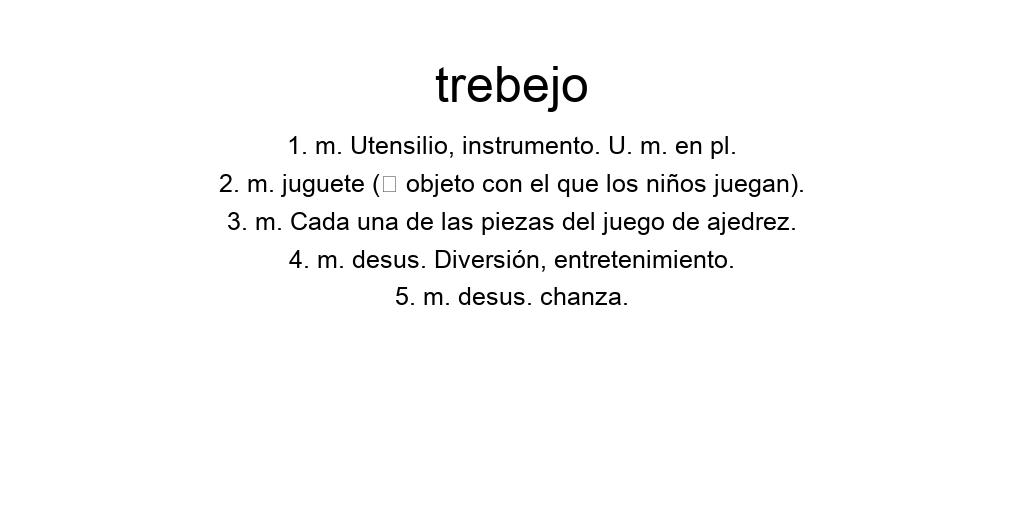 trebejo
1. m. Utensilio, instrumento. U. m. en pl.
2. m. juguete (□ objeto con el que los niños juegan).
3. m. Cada una de las piezas del juego de ajedrez.
4. m. desus. Diversión, entretenimiento.
5. m. desus. chanza.